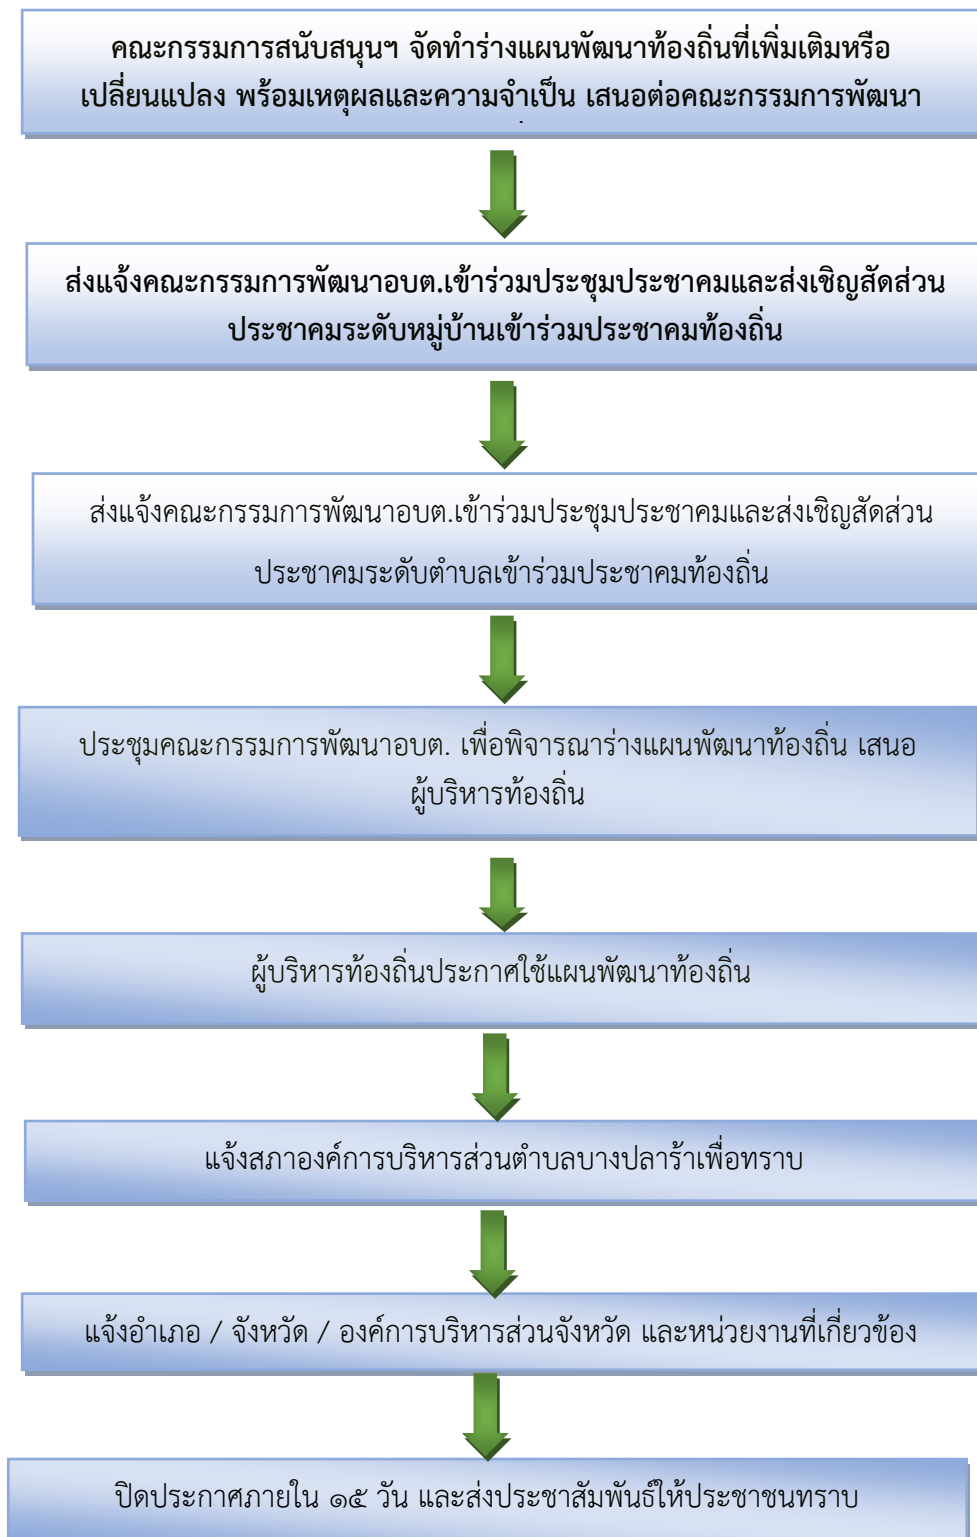 คณะกรรมการสนับสนุนฯ จัดทำร่างแผนพัฒนาท้องถิ่นที่เพิ่มเติมหรือ
เปลี่ยนแปลง พร้อมเหตุผลและความจำเป็น เสนอต่อคณะกรรมการพัฒนา
ส่งแจ้งคณะกรรมการพัฒนาอบต.เข้าร่วมประชุมประชาคมและส่งเชิญสัดส่วน
ประชาคมระดับหมู่บ้านเข้าร่วมประชาคมท้องถิ่น
ส่งแจ้งคณะกรรมการพัฒนาอบต.เข้าร่วมประชุมประชาคมและส่งเชิญสัดส่วน
ประชาคมระดับตำบลเข้าร่วมประชาคมท้องถิ่น
ประชุมคณะกรรมการพัฒนาอบต. เพื่อพิจารณาร่างแผนพัฒนาท้องถิ่น เสนอ
ผู้บริหารท้องถิ่น
ผู้บริหารท้องถิ่นประกาศใช้แผนพัฒนาท้องถิ่น
แจ้งสภาองค์การบริหารส่วนตำบลบางปลาร้าเพื่อทราบ
แจ้งอำเภอ / จังหวัด / องค์การบริหารส่วนจังหวัด และหน่วยงานที่เกี่ยวข้อง
ปิดประกาศภายใน ๑๕ วัน และส่งประชาสัมพันธ์ให้ประชาชนทราบ